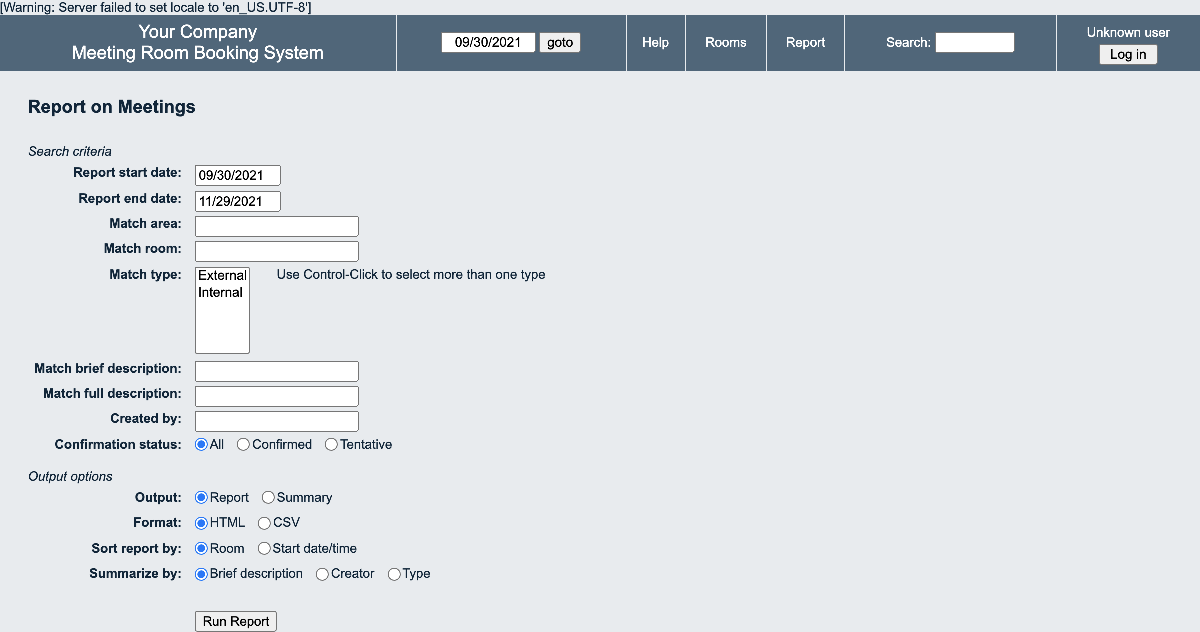 [Warning: Server failed to set locale to 'en_US.UTF-8']
Your Company
Meeting Room Booking System
09/30/2021 goto
Help
Rooms
Report
Search:
Unknown user
Log in
Report on Meetings
Search criteria
Report start date: 09/30/2021
Report end date: 11/29/2021
Match area:
Match room:
Match type: External Use Control-Click to select more than one type
Internal
Match brief description:
Match full description:
Created by:
Confirmation status: All Confirmed Tentative
Output options
Output: Report Summary
Format: HTML CSV
Sort report by: Room Start date/time
Summarize by: Brief description Creator Type
Run Report